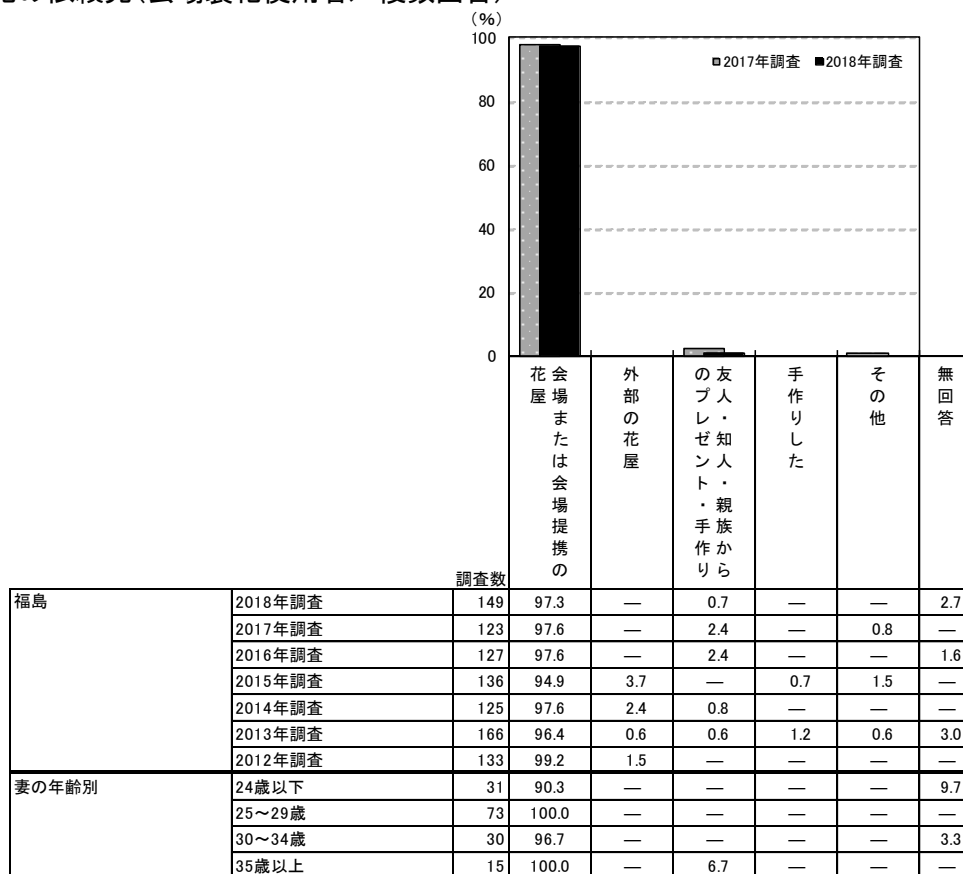 (%)
100
80
60
40
20
0
2017年調査 2018年調査
会場または会場提携の花屋
外部の花屋
友人・知人・親族からのプレゼント・手作り
手作りした
その他
無回答
調査数
福島 2018年調査 149 97.3 — 0.7 — — 2.7
2017年調査 123 97.6 — 2.4 — 0.8 —
2016年調査 127 97.6 — 2.4 — — 1.6
2015年調査 136 94.9 3.7 — 0.7 1.5 —
2014年調査 125 97.6 2.4 0.8 — — —
2013年調査 166 96.4 0.6 0.6 1.2 0.6 3.0
2012年調査 133 99.2 1.5 — — — —
妻の年齢別 24歳以下 31 90.3 — — — — 9.7
25～29歳 73 100.0 — — — — —
30～34歳 30 96.7 — — — — 3.3
35歳以上 15 100.0 — 6.7 — — —